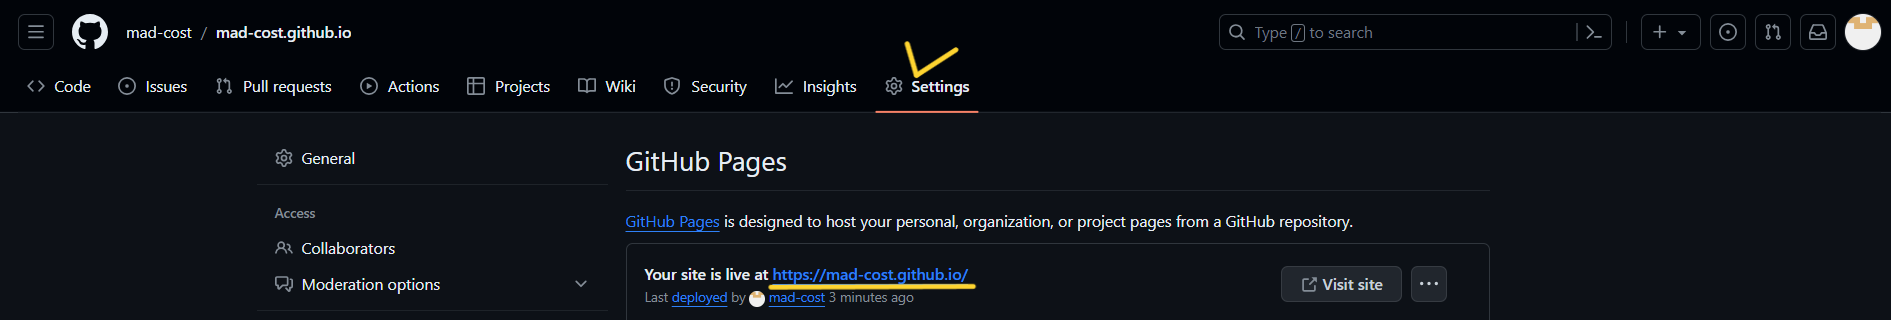 mad-cost / mad-cost.github.io
Type / to search
Code Issues Pull requests Actions Projects Wiki Security Insights Settings
General
Access
Collaborators
Moderation options
GitHub Pages
GitHub Pages is designed to host your personal, organization, or project pages from a GitHub repository.
Your site is live at https://mad-cost.github.io/
Last deployed by mad-cost 3 minutes ago
Visit site